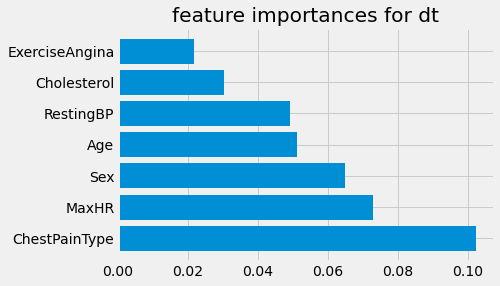 feature importances for dt
ExerciseAngina
Cholesterol
RestingBP
Age
Sex
MaxHR
ChestPainType
0.00 0.02 0.04 0.06 0.08 0.10